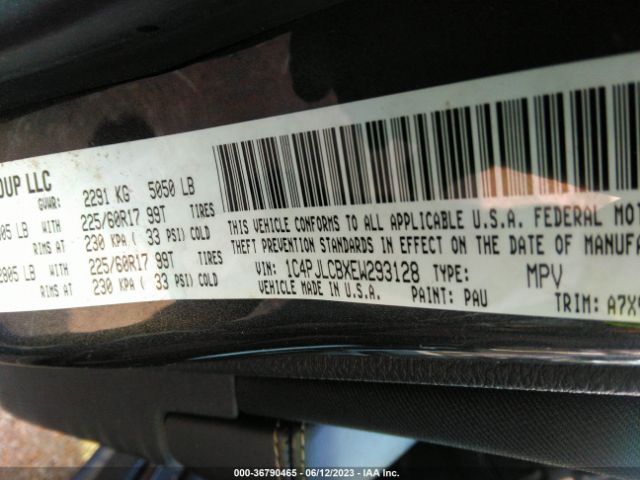 OUP LLC
GVWR: 2291 KG 5050 LB
05 LB WITH 225/60R17 99T TIRES
RIMS AT 230 KPA ( 33 PSI) COLD
2805 LB WITH 225/60R17 99T TIRES
RIMS AT 230 KPA ( 33 PSI) COLD
THIS VEHICLE CONFORMS TO ALL APPLICABLE U.S.A. FEDERAL MOT
THEFT PREVENTION STANDARDS IN EFFECT ON THE DATE OF MANUFA
VIN: 1C4PJLCBXEW293128 TYPE: MPV
VEHICLE MADE IN U.S.A. PAINT: PAU TRIM: A7X9
000-36790465 - 06/12/2023 - IAA Inc.